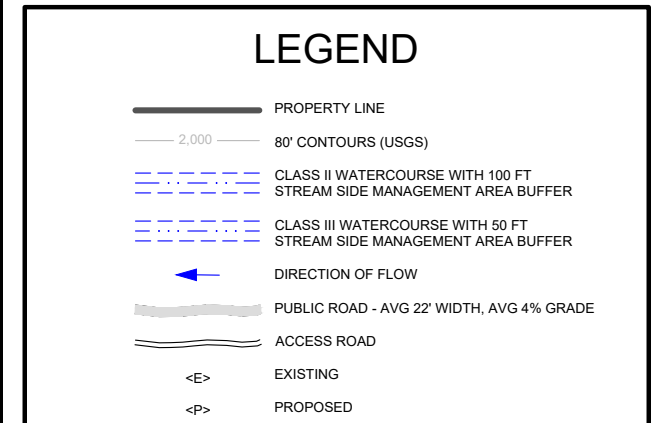 LEGEND
PROPERTY LINE
2,000 80' CONTOURS (USGS)
CLASS II WATERCOURSE WITH 100 FT
STREAM SIDE MANAGEMENT AREA BUFFER
CLASS III WATERCOURSE WITH 50 FT
STREAM SIDE MANAGEMENT AREA BUFFER
DIRECTION OF FLOW
PUBLIC ROAD - AVG 22' WIDTH, AVG 4% GRADE
ACCESS ROAD
<E> EXISTING
<P> PROPOSED